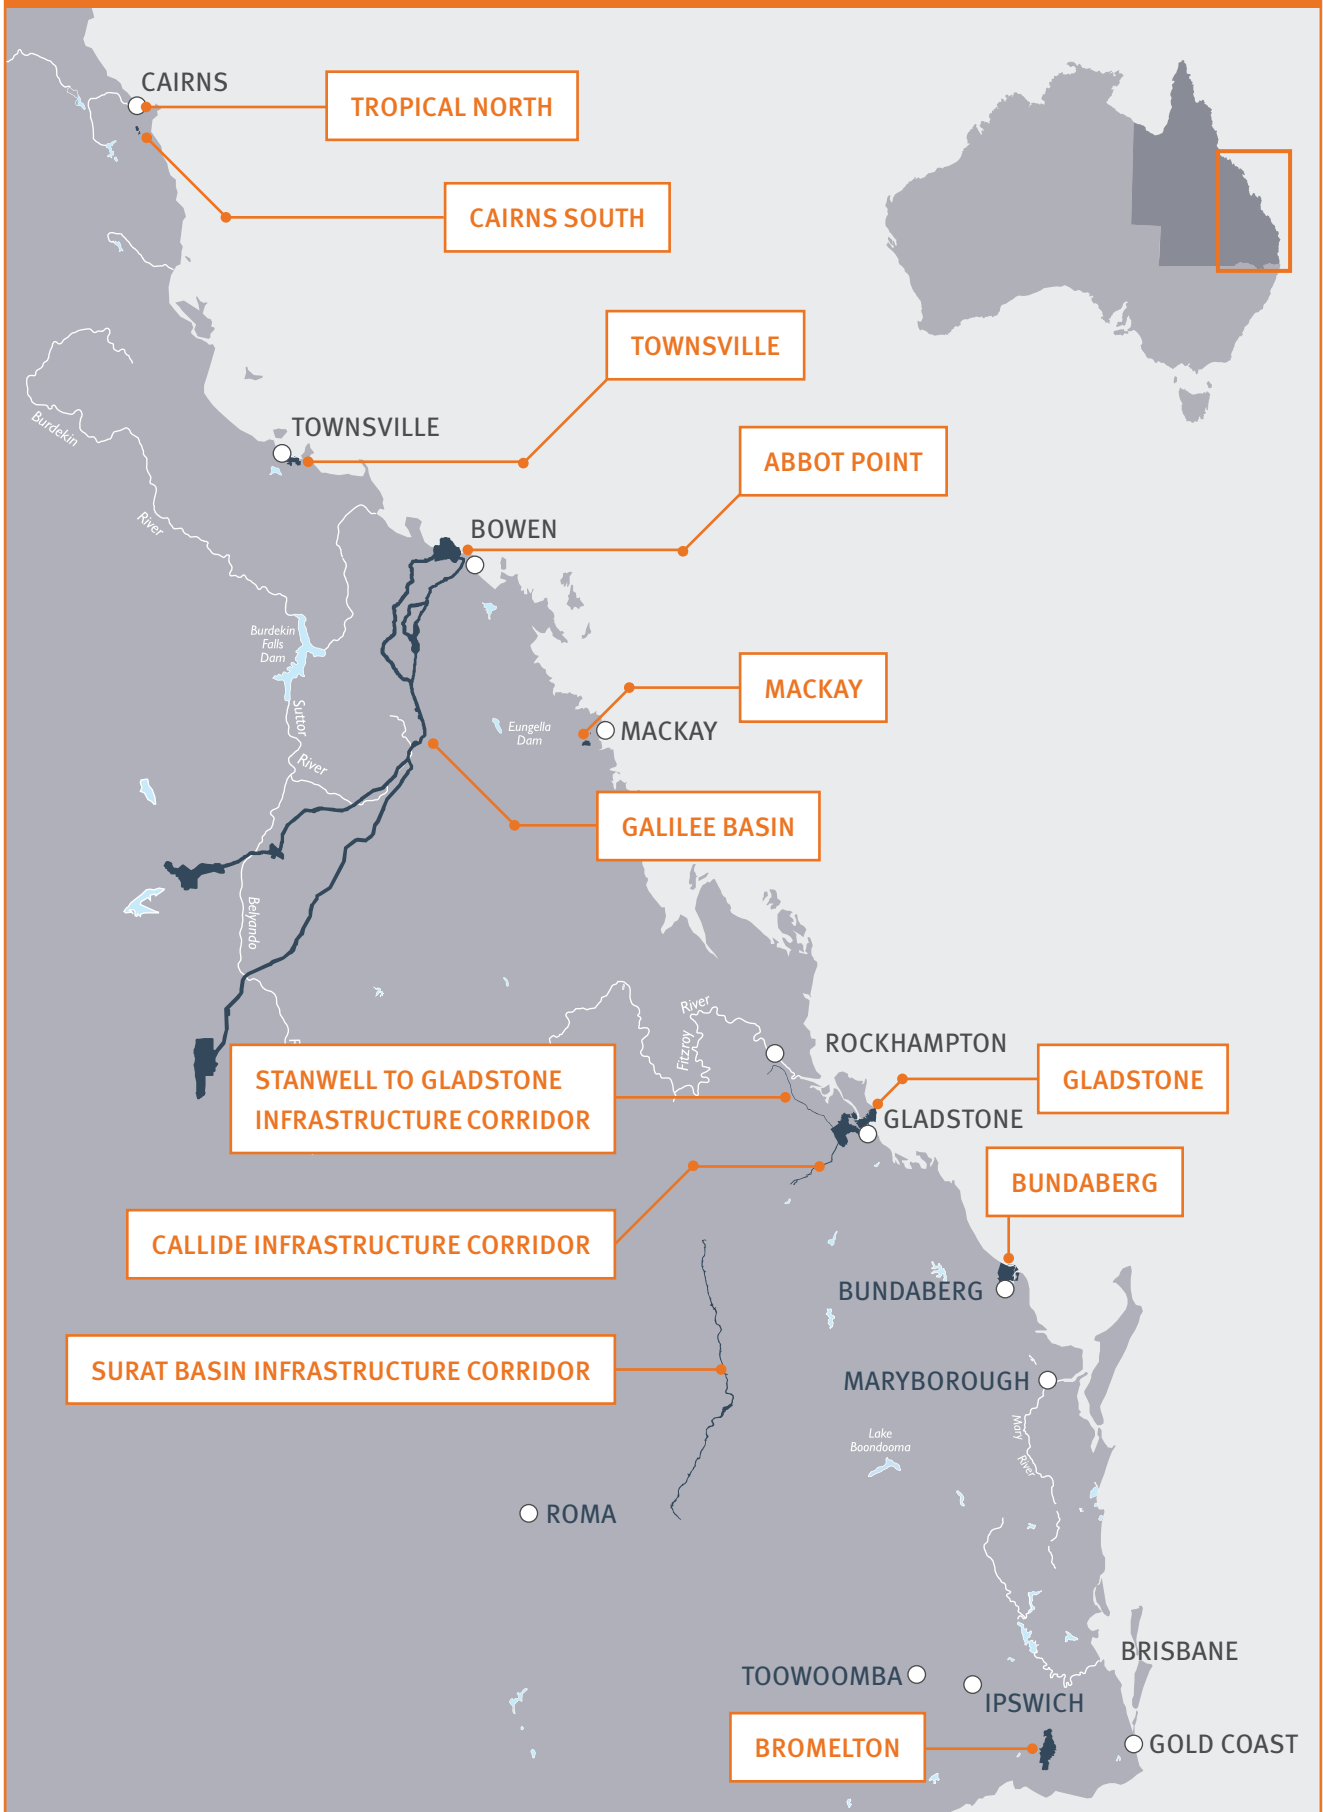 CAIRNS
TROPICAL NORTH
CAIRNS SOUTH
TOWNSVILLE
Burdekin
River
TOWNSVILLE
ABBOT POINT
BOWEN
Burdekin
Falls
Dam
MACKAY
Suttor
River
Eungella
Dam
MACKAY
GALILEE BASIN
Belyando
River
Fitzroy
ROCKHAMPTON
STANWELL TO GLADSTONE
INFRASTRUCTURE CORRIDOR
GLADSTONE
GLADSTONE
BUNDABERG
CALLIDE INFRASTRUCTURE CORRIDOR
BUNDABERG
SURAT BASIN INFRASTRUCTURE CORRIDOR
MARYBOROUGH
Mary
River
Lake
Boondooma
ROMA
BRISBANE
TOOWOOMBA
IPSWICH
BROMELTON
GOLD COAST